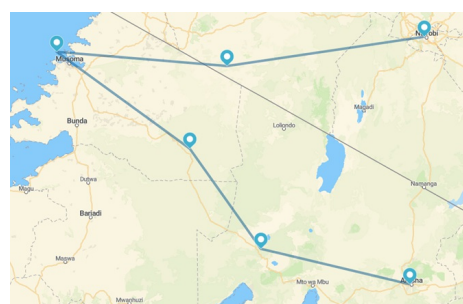 Nairobi
Musoma
Magadi
Bunda
Loliondo
Dutwa
Magu
Namanga
Bariadi
Maswa
Arusha
Mto wa Mbu
Mwanhuzi